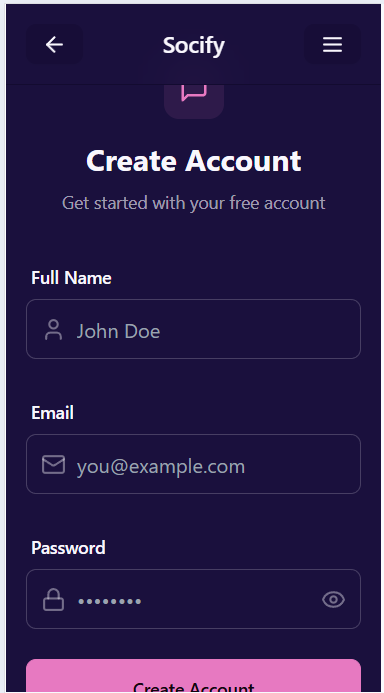 Socify
Create Account
Get started with your free account
Full Name
John Doe
Email
you@example.com
Password
••••••••
Create Account